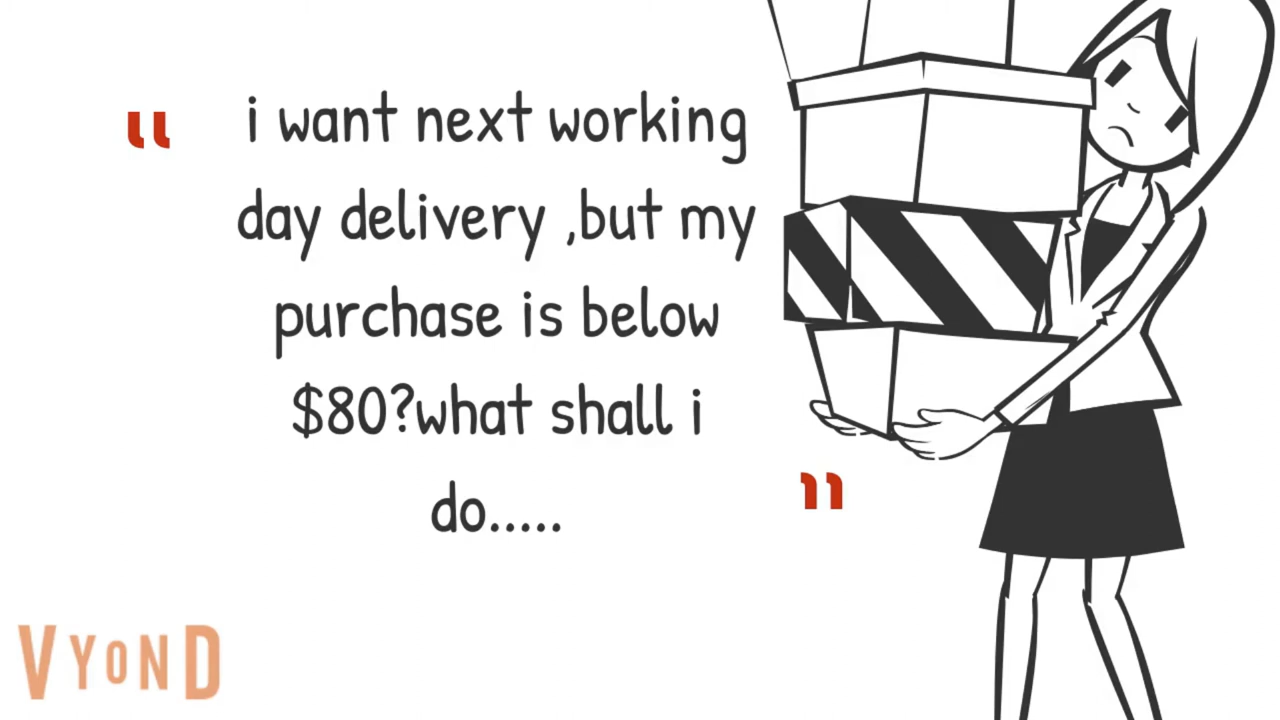 i want next working
day delivery ,but my
purchase is below
$80?what shall i
do.....
VYOND